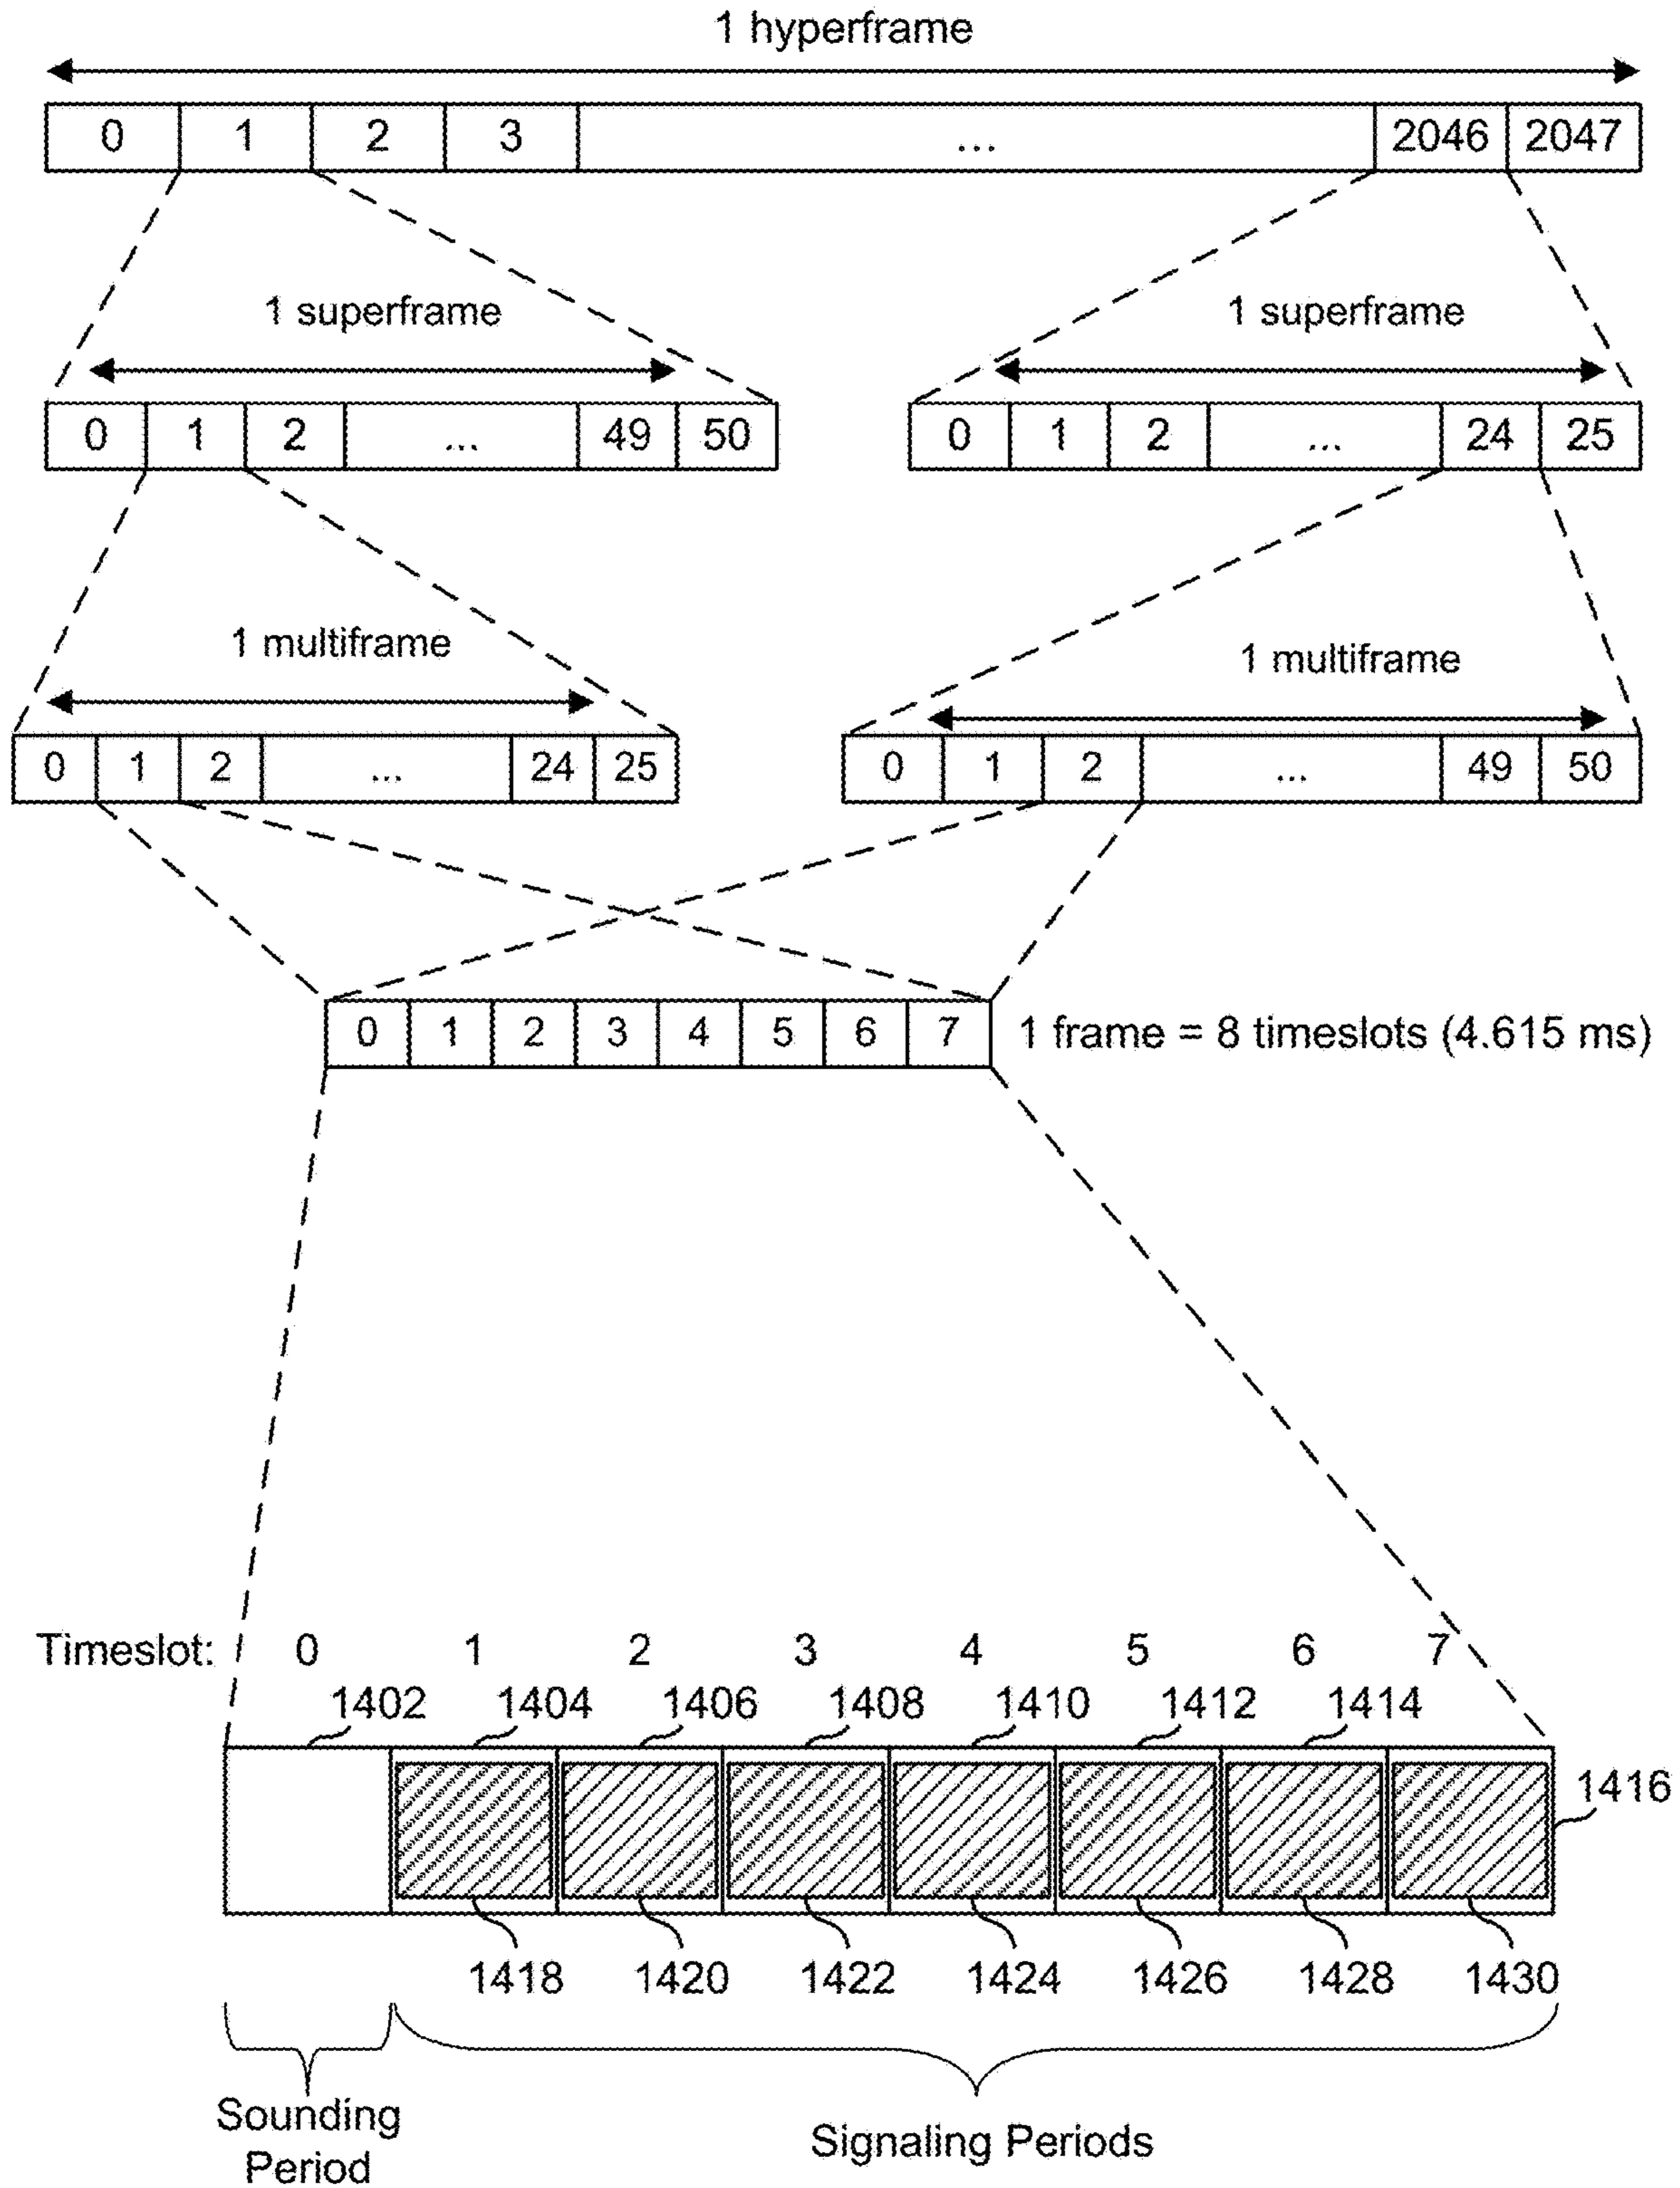 1 hyperframe
0 1 2 3 ... 2046 2047
1 superframe 1 superframe
0 1 2 ... 49 50 0 1 2 ... 24 25
1 multiframe 1 multiframe
0 1 2 ... 24 25 0 1 2 ... 49 50
0 1 2 3 4 5 6 7 1 frame = 8 timeslots (4.615 ms)
Timeslot: 0 1 2 3 4 5 6 7
1402 1404 1406 1408 1410 1412 1414
1416
1418 1420 1422 1424 1426 1428 1430
Sounding
Period
Signaling Periods